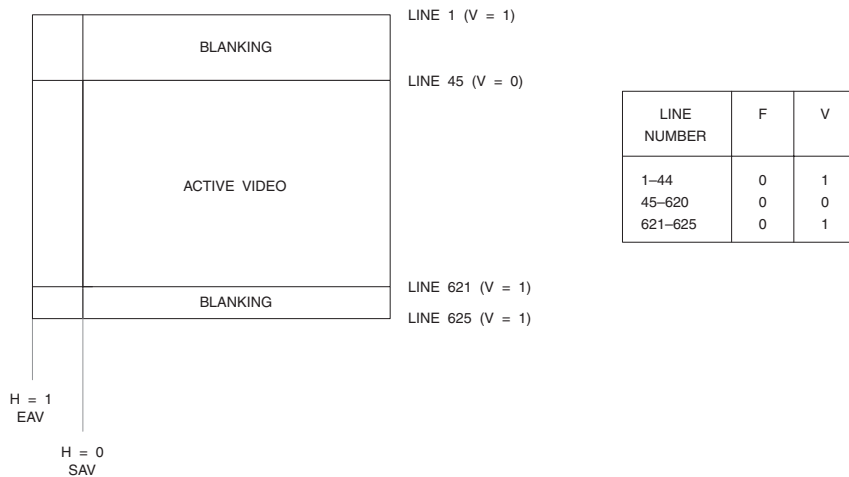 LINE 1 (V = 1)
BLANKING
LINE 45 (V = 0)
ACTIVE VIDEO
LINE 621 (V = 1)
BLANKING
LINE 625 (V = 1)
H = 1
EAV
H = 0
SAV
LINE NUMBER F V
1–44 0 1
45–620 0 0
621–625 0 1